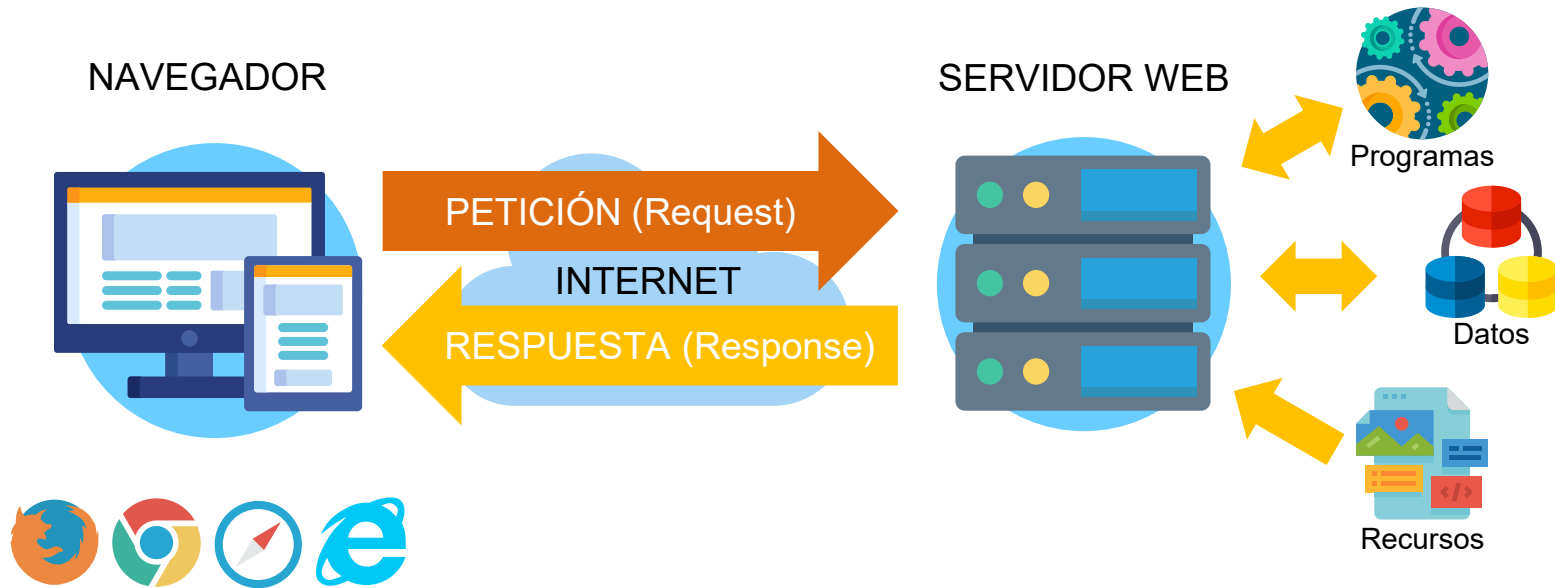 NAVEGADOR
SERVIDOR WEB
PETICIÓN (Request)
INTERNET
RESPUESTA (Response)
Programas
Datos
Recursos